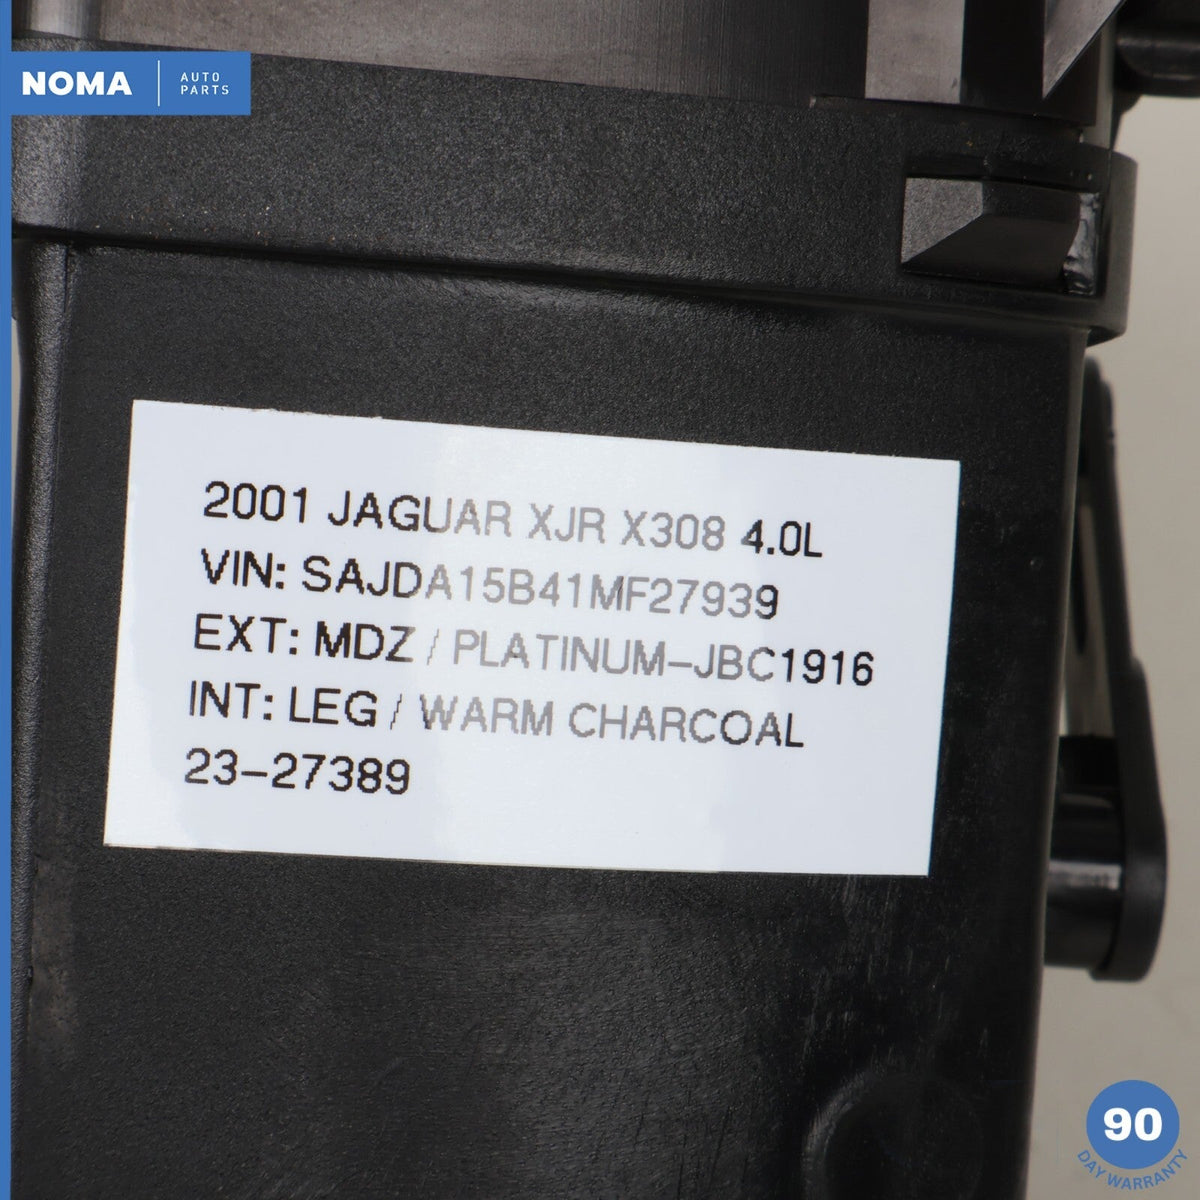 NOMA
AUTO
PARTS
2001 JAGUAR XJR X308 4.0L
VIN: SAJDA15B41MF27939
EXT: MDZ / PLATINUM-JBC1916
INT: LEG / WARM CHARCOAL
23-27389
90
DAY WARRANTY